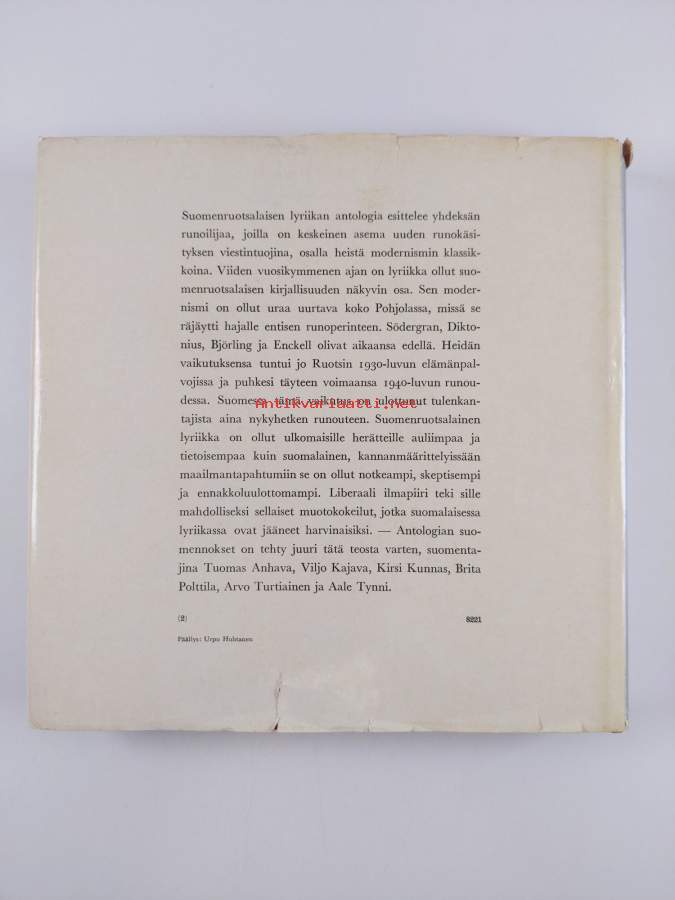 Suomenruotsalaisen lyriikan antologia esittelee yhdeksän
runoilijaa, joilla on keskeinen asema uuden runokäsi-
tyksen viestintuojina, osalla heistä modernismin klassik-
koina. Viiden vuosikymmenen ajan on lyriikka ollut suo-
menruotsalaisen kirjallisuuden näkyvin osa. Sen moder-
nismi on ollut uraa uurtava koko Pohjolassa, missä se
räjäytti hajalle entisen runoperinteen. Södergran, Dikto-
nius, Björling ja Enckell olivat aikaansa edellä. Heidän
vaikutuksensa tuntui jo Ruotsin 1930-luvun elämänpal-
vojissa ja puhkesi täyteen voimaansa 1940-luvun runou-
dessa. Suomessa tämä vaikutus on ulottunut tulenkan-
Antikvariaatti.net
tajista aina nykyhetken runouteen. Suomenruotsalainen
lyriikka on ollut ulkomaisille herätteille auliimpaa ja
tietoisempaa kuin suomalainen, kannanmäärittelyissään
maailmantapahtumiin se on ollut notkeampi, skeptisempi
ja ennakkoluulottomampi. Liberaali ilmapiiri teki sille
mahdolliseksi sellaiset muotokokeilut, jotka suomalaisessa
lyriikassa ovat jääneet harvinaisiksi. — Antologian suo-
mennokset on tehty juuri tätä teosta varten, suomenta-
jina Tuomas Anhava, Viljo Kajava, Kirsi Kunnas, Brita
Polttila, Arvo Turtiainen ja Aale Tynni.
(2) 8221
Päällys: Urpo Huhtanen